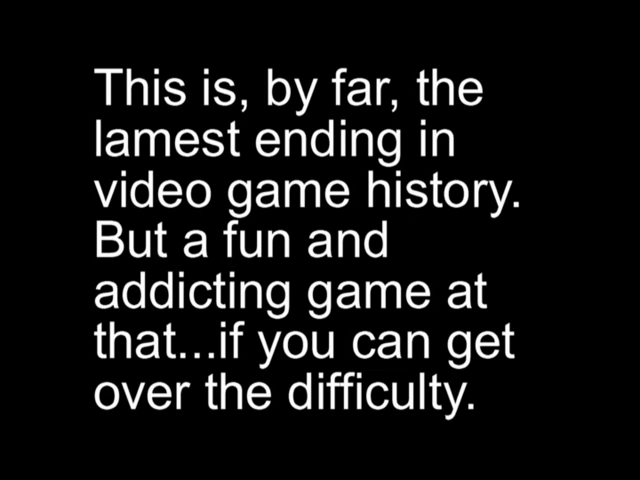 This is, by far, the
lamest ending in
video game history.
But a fun and
addicting game at
that...if you can get
over the difficulty.